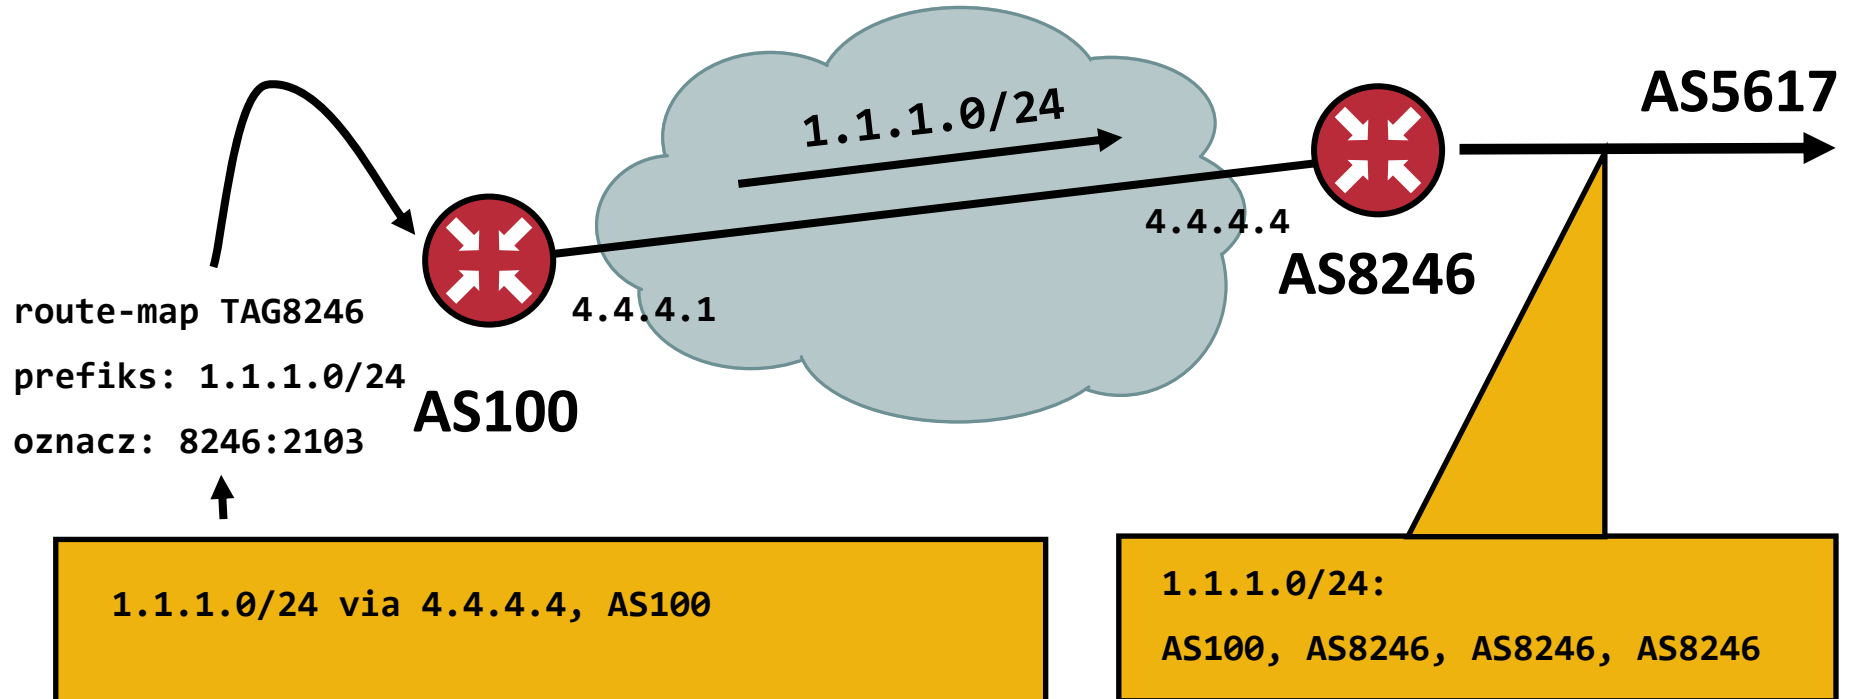 1.1.1.0/24
AS5617
4.4.4.4
AS8246
4.4.4.1
AS100
route-map TAG8246
prefiks: 1.1.1.0/24
oznacz: 8246:2103
1.1.1.0/24 via 4.4.4.4, AS100
1.1.1.0/24:
AS100, AS8246, AS8246, AS8246